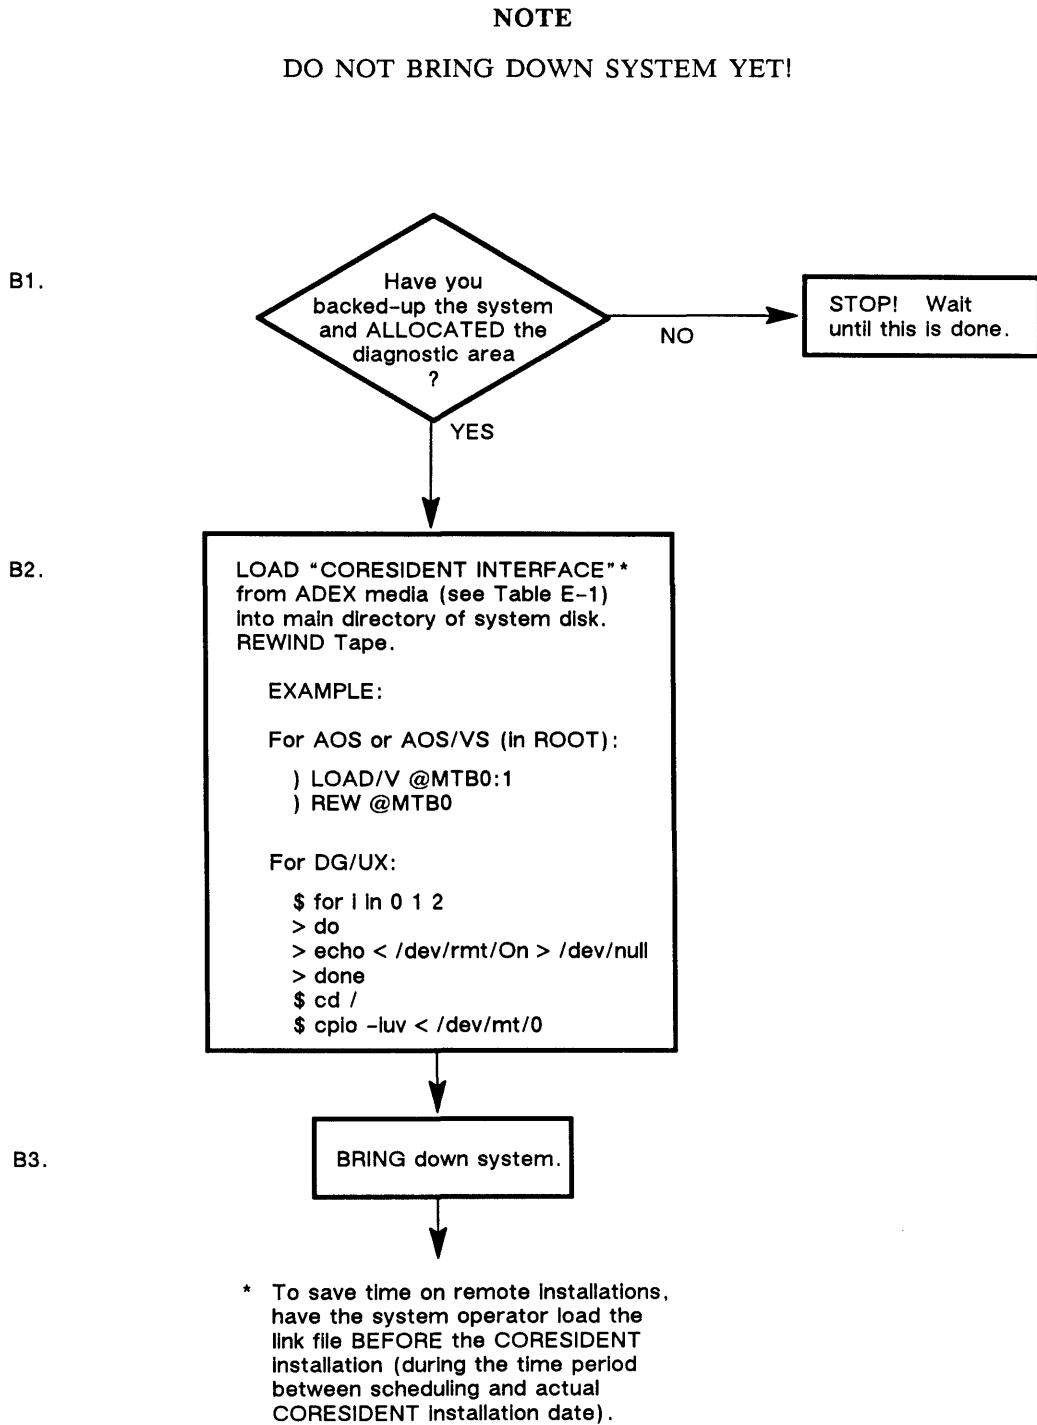 NOTE
DO NOT BRING DOWN SYSTEM YET!
B1.
Have you
backed-up the system
and ALLOCATED the
diagnostic area
?
NO
STOP! Wait
until this is done.
YES
B2.
LOAD "CORESIDENT INTERFACE"*
from ADEX media (see Table E-1)
into main directory of system disk.
REWIND Tape.
EXAMPLE:
For AOS or AOS/VS (in ROOT):
) LOAD/V @MTB0:1
) REW @MTB0
For DG/UX:
$ for i in 0 1 2
> do
> echo < /dev/rmt/0n > /dev/null
> done
$ cd /
$ cpio -iuv < /dev/mt/0
B3.
BRING down system.
* To save time on remote installations,
have the system operator load the
link file BEFORE the CORESIDENT
installation (during the time period
between scheduling and actual
CORESIDENT installation date).